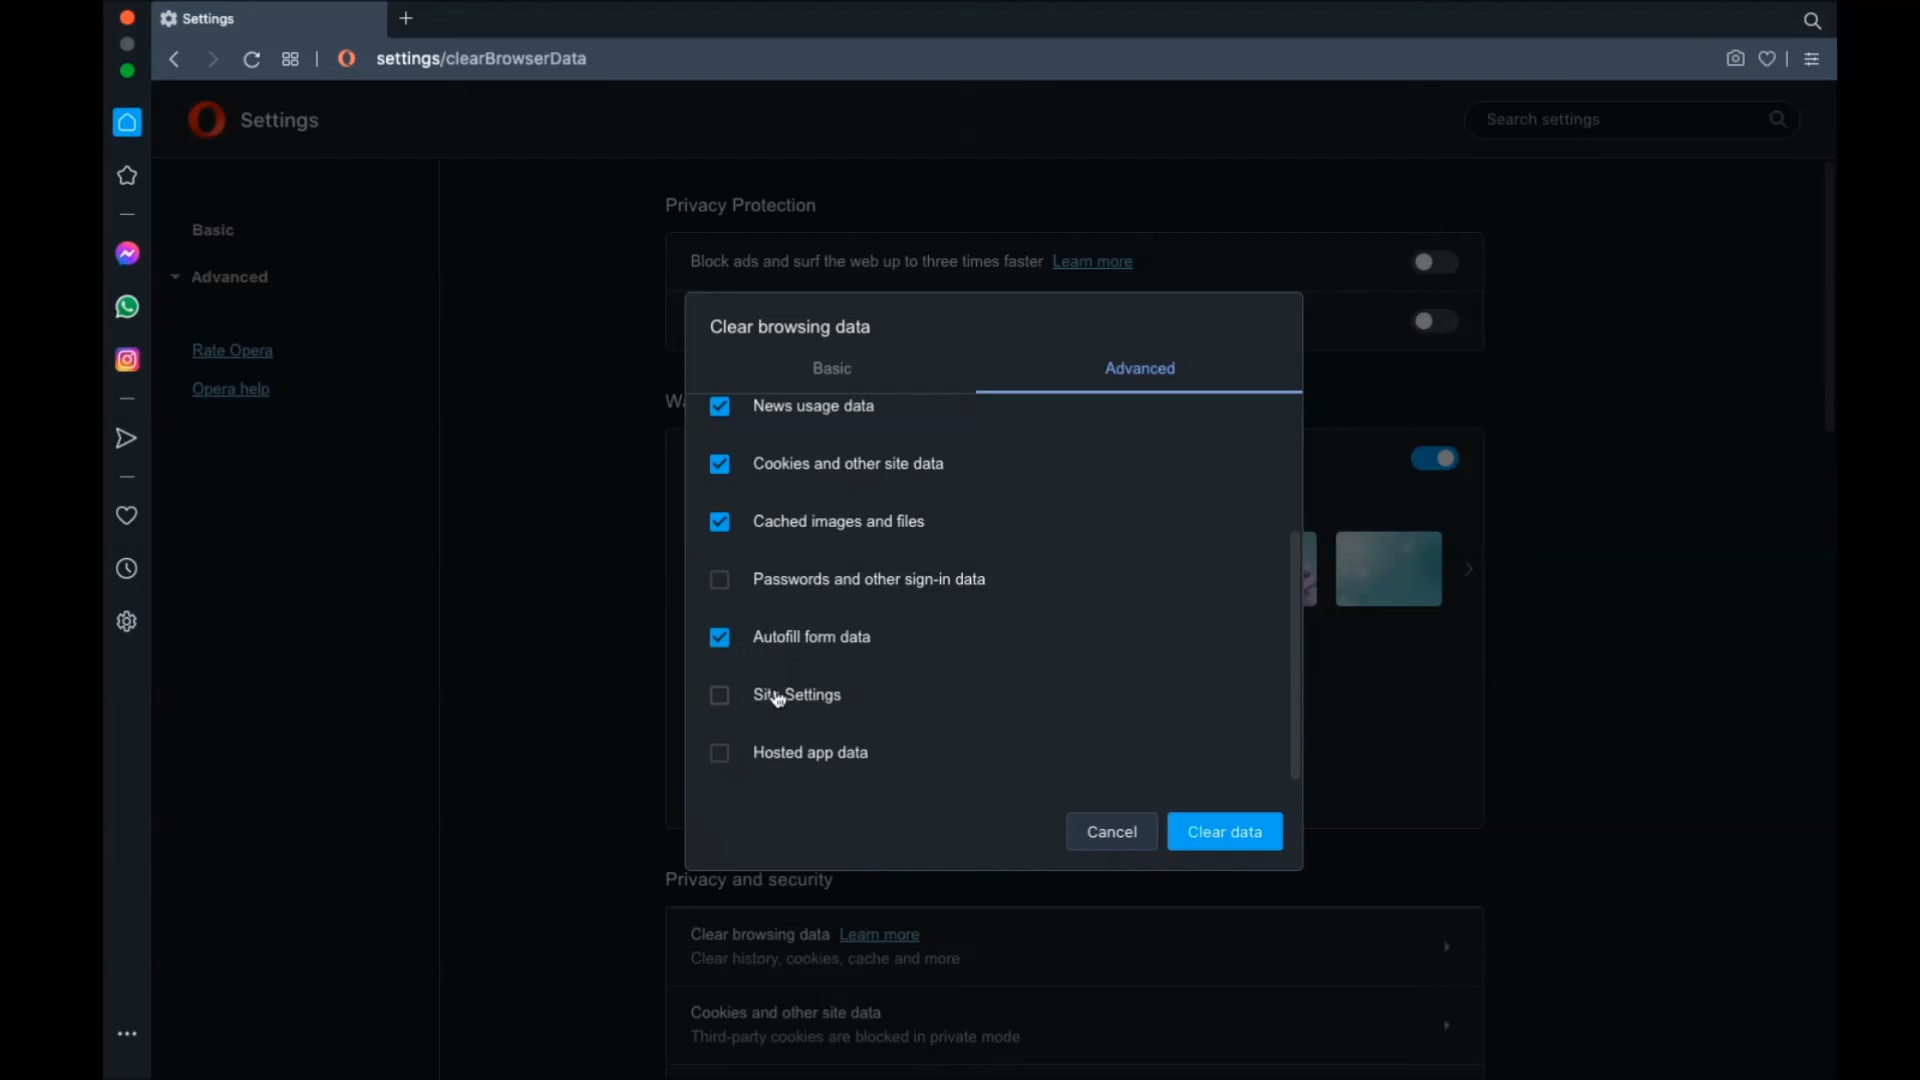 Settings
settings/clearBrowserData
Settings
Search settings
Basic
Advanced
Rate Opera
Opera help
Privacy Protection
Block ads and surf the web up to three times faster Learn more
Clear browsing data
Basic
Advanced
News usage data
Cookies and other site data
Cached images and files
Passwords and other sign-in data
Autofill form data
Site Settings
Hosted app data
Cancel
Clear data
Privacy and security
Clear browsing data Learn more
Clear history, cookies, cache and more
Cookies and other site data
Third-party cookies are blocked in private mode